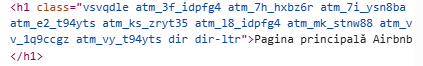 <h1 class="vsvqdle atm_3f_idpfg4 atm_7h_hxbz6r atm_7i_ysn8ba
atm_e2_t94yts atm_ks_zryt35 atm_l8_idpfg4 atm_mk_stnw88 atm_v
v_1q9ccgz atm_vy_t94yts dir dir-ltr">Pagina principală Airbnb
</h1>